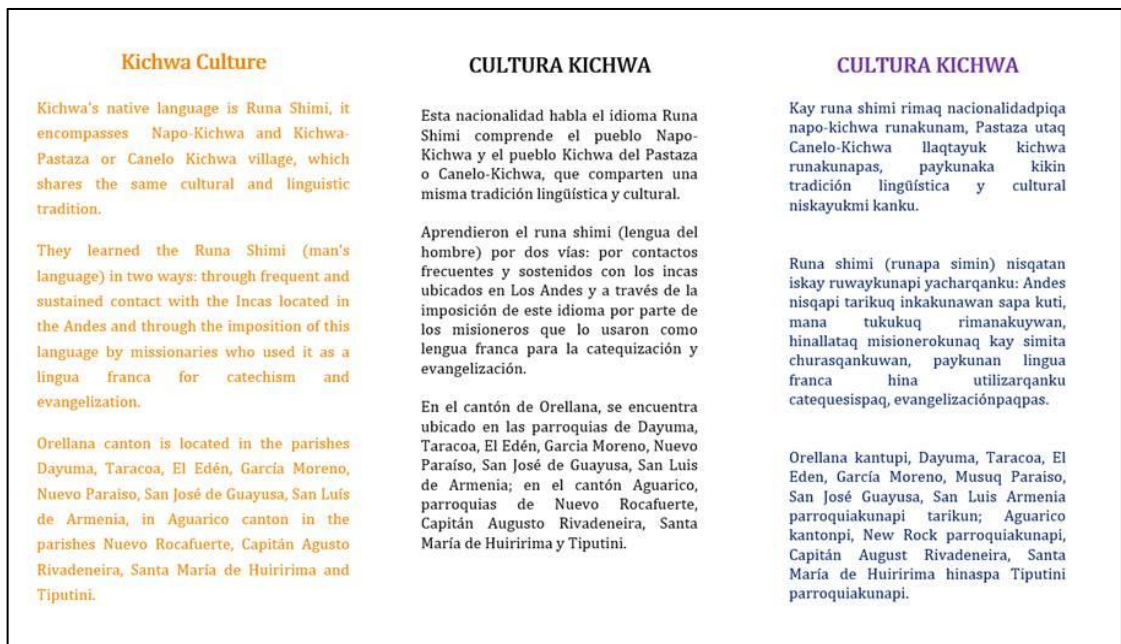 Kichwa Culture
Kichwa's native language is Runa Shimi, it
encompasses Napo-Kichwa and Kichwa-
Pastaza or Canelo Kichwa village, which
shares the same cultural and linguistic
tradition.
They learned the Runa Shimi (man's
language) in two ways: through frequent and
sustained contact with the Incas located in
the Andes and through the imposition of this
language by missionaries who used it as a
lingua franca for catechism and
evangelization.
Orellana canton is located in the parishes
Dayuma, Taracoa, El Edén, García Moreno,
Nuevo Paraiso, San José de Guayusa, San Luís
de Armenia, in Aguarico canton in the
parishes Nuevo Rocafuerte, Capitán Agusto
Rivadeneira, Santa María de Huiririma and
Tiputini.
CULTURA KICHWA
Esta nacionalidad habla el idioma Runa
Shimi comprende el pueblo Napo-
Kichwa y el pueblo Kichwa del Pastaza
o Canelo-Kichwa, que comparten una
misma tradición lingüística y cultural.
Aprendieron el runa shimi (lengua del
hombre) por dos vías: por contactos
frecuentes y sostenidos con los incas
ubicados en Los Andes y a través de la
imposición de este idioma por parte de
los misioneros que lo usaron como
lengua franca para la catequización y
evangelización.
En el cantón de Orellana, se encuentra
ubicado en las parroquias de Dayuma,
Taracoa, El Edén, Garcia Moreno, Nuevo
Paraíso, San José de Guayusa, San Luis
de Armenia; en el cantón Aguarico,
parroquias de Nuevo Rocafuerte,
Capitán Augusto Rivadeneira, Santa
María de Huiririma y Tiputini.
CULTURA KICHWA
Kay runa shimi rimaq nacionalidadpiqa
napo-kichwa runakunam, Pastaza utaq
Canelo-Kichwa llaqtayuk kichwa
runakunapas, paykunaka kikin
tradición lingüística y cultural
niskayukmi kanku.
Runa shimi (runapa simin) nisqatan
iskay ruwaykunapi yacharqanku: Andes
nisqapi tarikuq inkakunawan sapa kuti,
mana tukukuq rimanakuywan,
hinallataq misionerokunaq kay simita
churasqankuwan, paykunan lingua
franca hina utilizarqanku
catequesispaq, evangelizaciónpaqpas.
Orellana kantupi, Dayuma, Taracoa, El
Eden, García Moreno, Musuq Paraiso,
San José Guayusa, San Luis Armenia
parroquiakunapi tarikun; Aguarico
kantonpi, New Rock parroquiakunapi,
Capitán August Rivadeneira, Santa
María de Huiririma hinaspa Tiputini
parroquiakunapi.